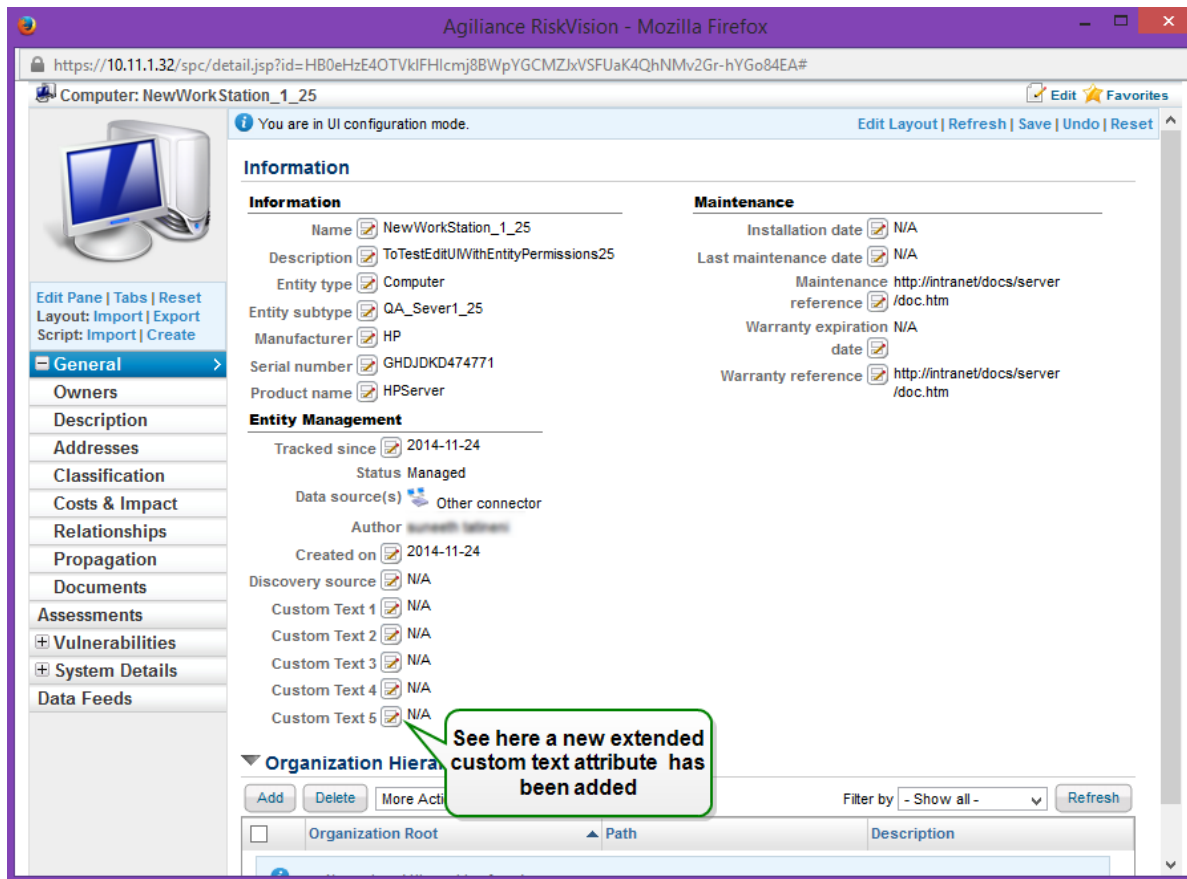 Agiliance RiskVision - Mozilla Firefox
https://10.11.1.32/spc/detail.jsp?id=HB0eHzE4OTVkIFHIcmj8BWpYGCMZJxVSFUaK4QhNMv2Gr-hYGo84EA#
Computer: NewWorkStation_1_25
Edit Favorites
You are in UI configuration mode.
Edit Layout | Refresh | Save | Undo | Reset
Edit Pane | Tabs | Reset
Layout: Import | Export
Script: Import | Create
General
Owners
Description
Addresses
Classification
Costs & Impact
Relationships
Propagation
Documents
Assessments
Vulnerabilities
System Details
Data Feeds
Information
Information
Name NewWorkStation_1_25
Description ToTestEditUIWithEntityPermissions25
Entity type Computer
Entity subtype QA_Sever1_25
Manufacturer HP
Serial number GHDJDKD474771
Product name HPServer
Maintenance
Installation date N/A
Last maintenance date N/A
Maintenance http://intranet/docs/server
reference /doc.htm
Warranty expiration N/A
date
Warranty reference http://intranet/docs/server
/doc.htm
Entity Management
Tracked since 2014-11-24
Status Managed
Data source(s) Other connector
Author
Created on 2014-11-24
Discovery source N/A
Custom Text 1 N/A
Custom Text 2 N/A
Custom Text 3 N/A
Custom Text 4 N/A
Custom Text 5 N/A
See here a new extended
custom text attribute has
been added
Organization
Add Delete More
Filter by - Show all - Refresh
Organization Root Path Description